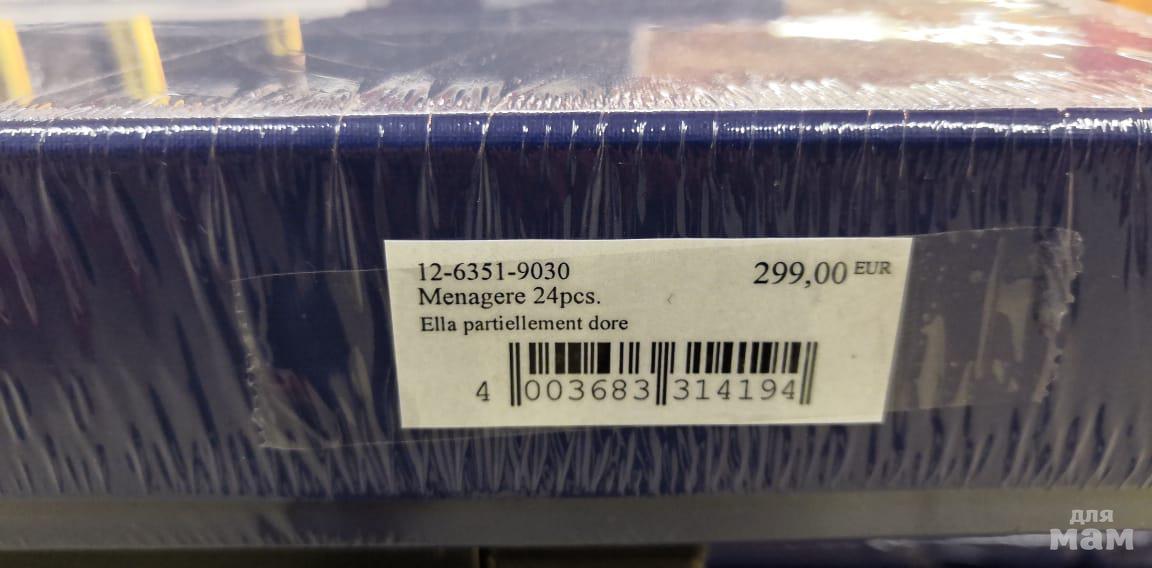 12-6351-9030
299,00 EUR
Menagere 24pcs.
Ella partiellement dore
4 003683 314194
для
мам